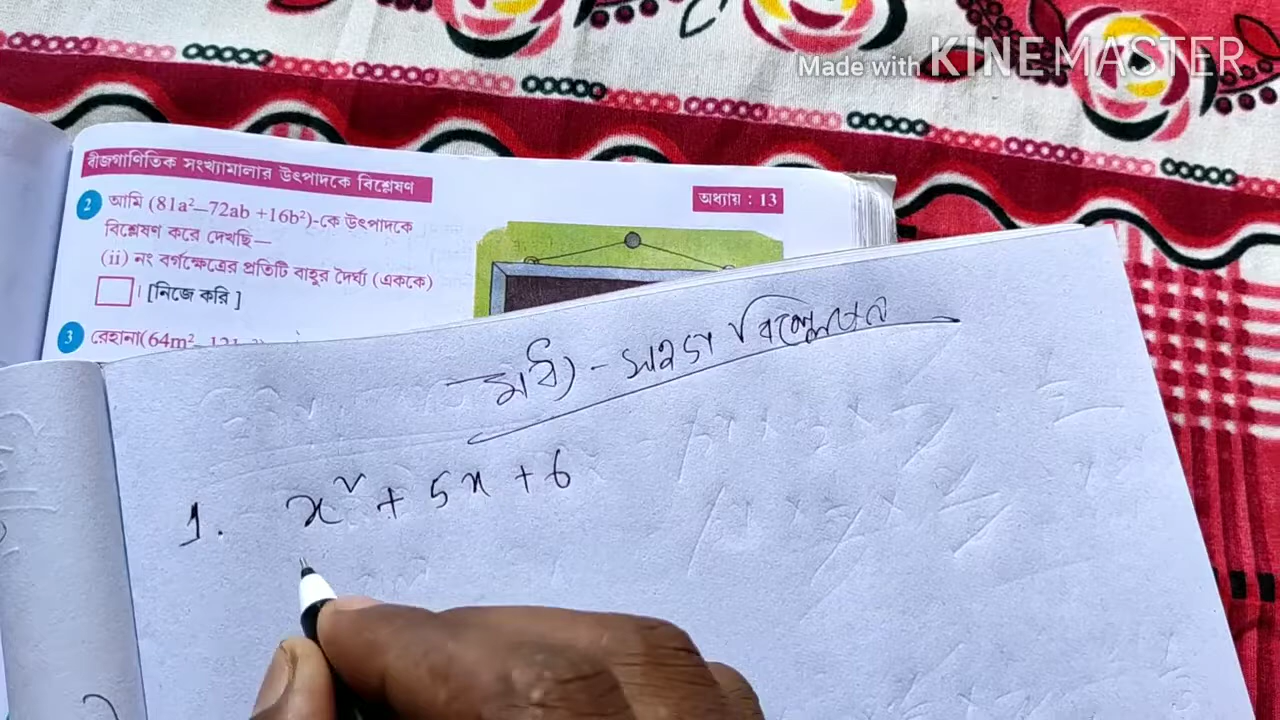 Made with KINEMASTER
বীজগাণিতিক সংখ্যামালার উৎপাদকে বিশ্লেষণ
অধ্যায় : 13
2 আমি (81a²–72ab +16b²)-কে উৎপাদকে
বিশ্লেষণ করে দেখছি—
(ii) নং বর্গক্ষেত্রের প্রতিটি বাহুর দৈর্ঘ্য (এককে)
। [নিজে করি ]
3 রেহানা(64m²
মধ্য - সহগ বিশ্লেষণ
1. x² + 5x + 6